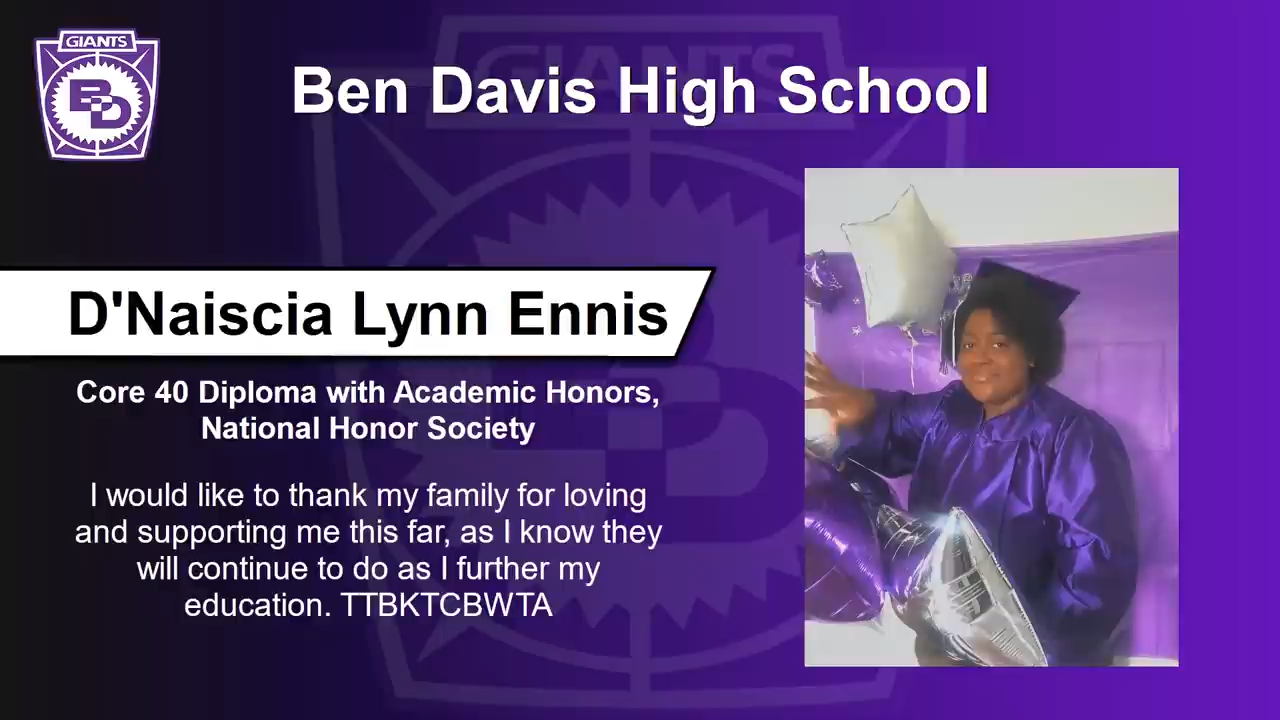 GIANTS
BD
Ben Davis High School
GIANTS
BD
D'Naiscia Lynn Ennis
Core 40 Diploma with Academic Honors,
National Honor Society
I would like to thank my family for loving
and supporting me this far, as I know they
will continue to do as I further my
education. TTBKTCBWTA